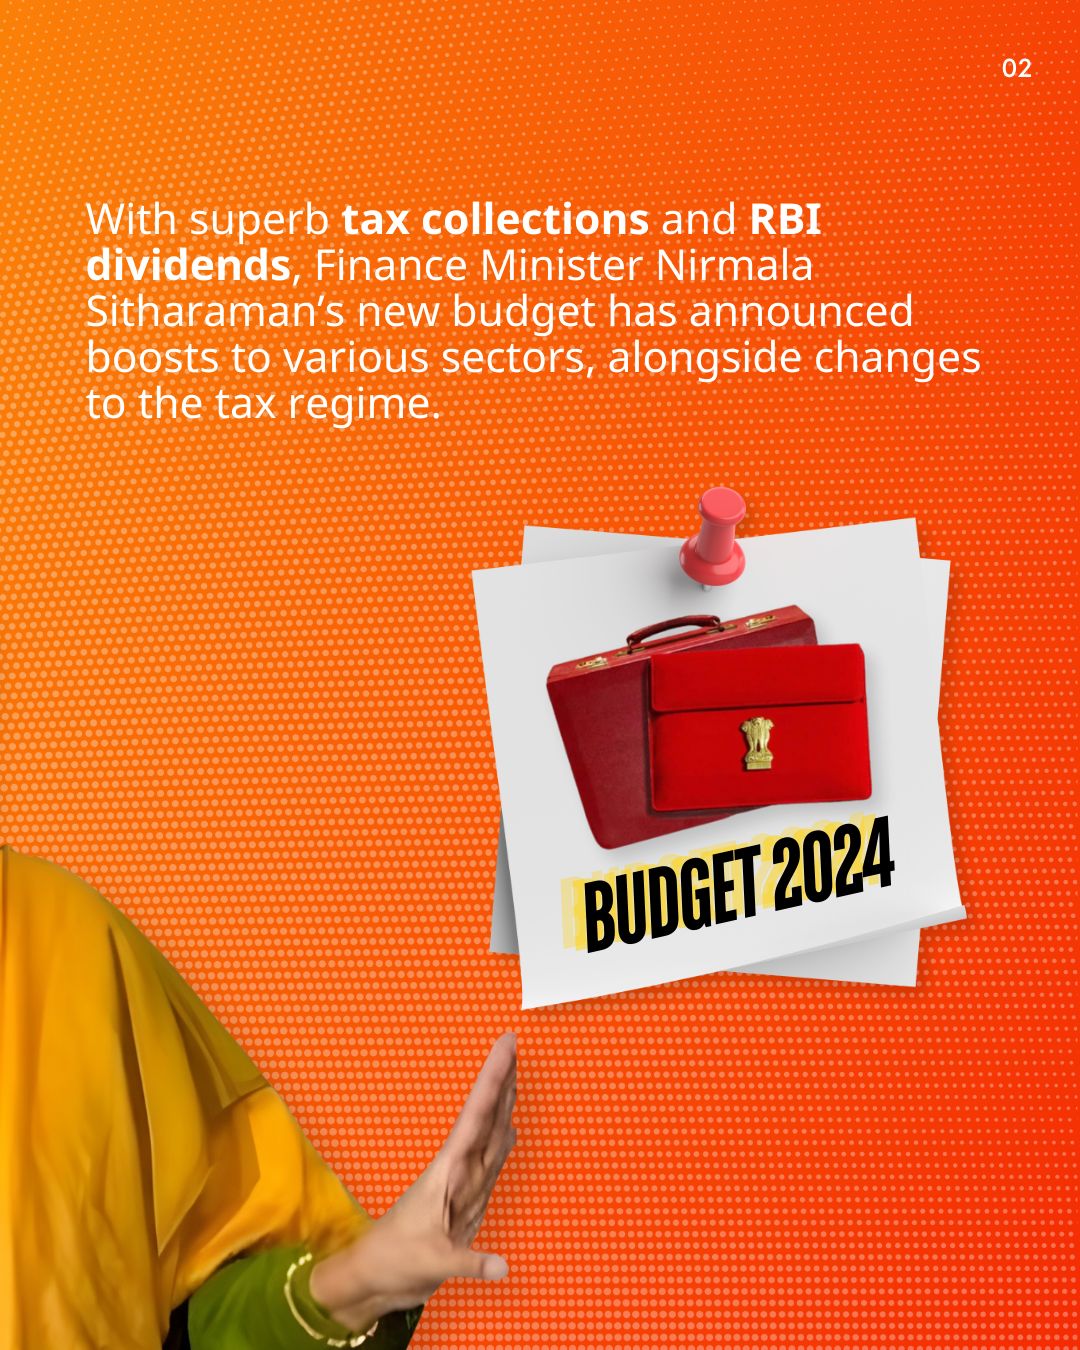 02
With superb tax collections and RBI
dividends, Finance Minister Nirmala
Sitharaman’s new budget has announced
boosts to various sectors, alongside changes
to the tax regime.
BUDGET 2024